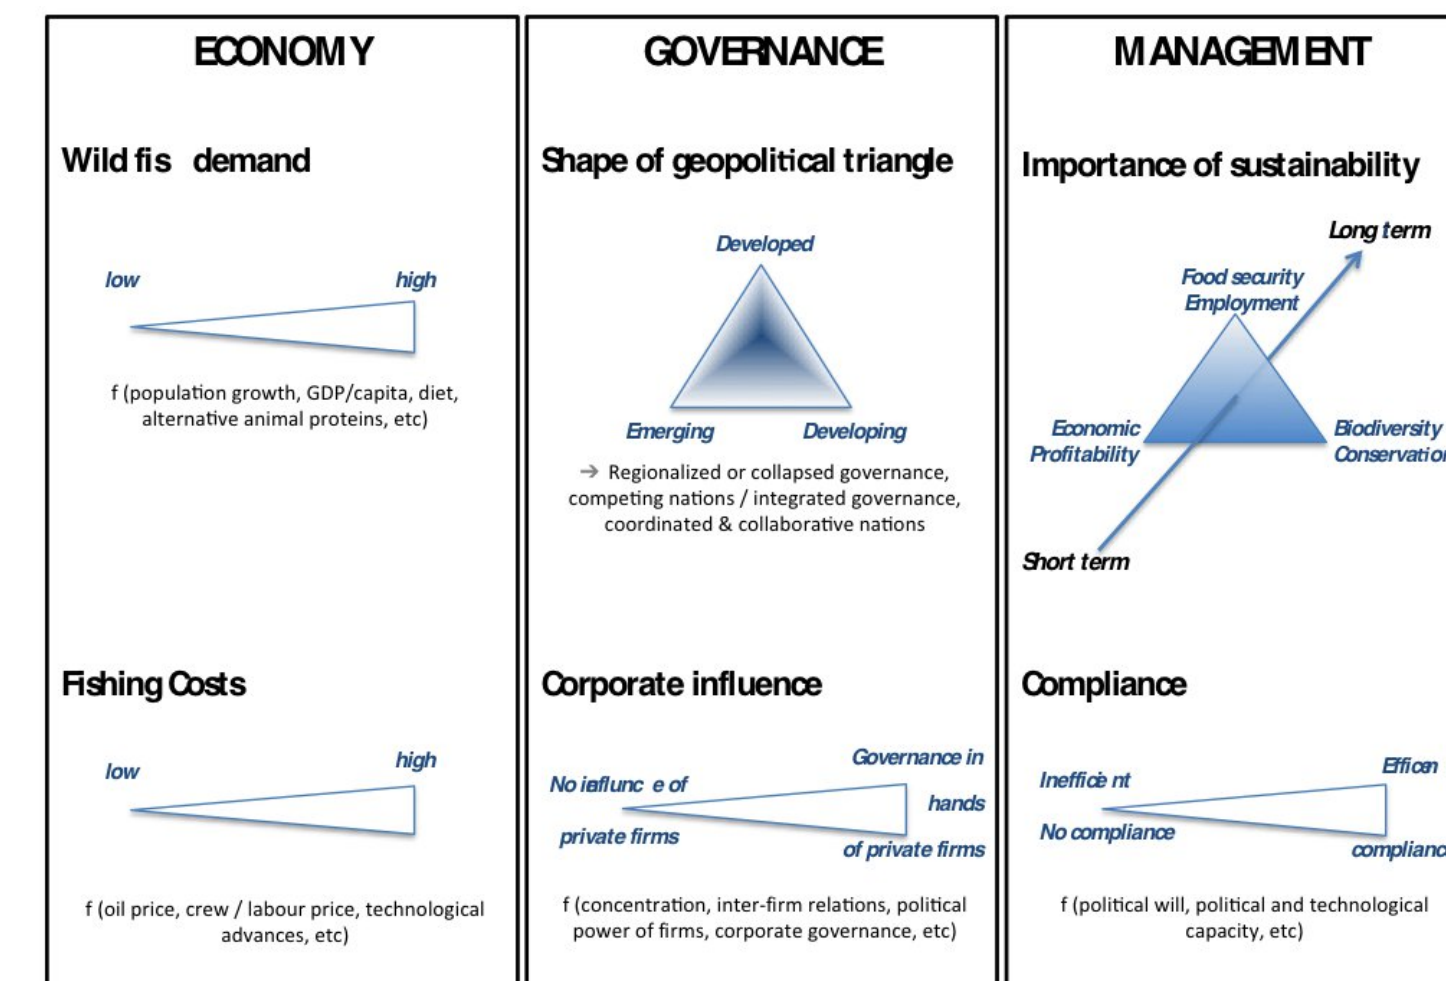 ECONOMY
Wild fis demand
low
high
f (population growth, GDP/capita, diet,
alternative animal proteins, etc)
Fishing Costs
low
high
f (oil price, crew / labour price, technological
advances, etc)
GOVERNANCE
Shape of geopolitical triangle
Developed
Emerging
Developing
→ Regionalized or collapsed governance,
competing nations / integrated governance,
coordinated & collaborative nations
Corporate influence
No
e of
private firms
Governance in
hands
of private firms
f (concentration, inter-firm relations, political
power of firms, corporate governance, etc)
MANAGEMENT
Importance of sustainability
Long term
Food security
Employment
Economic
Profitability
Biodiversity
Conservation
Short term
Compliance
No compliance
complianc
f (political will, political and technological
capacity, etc)